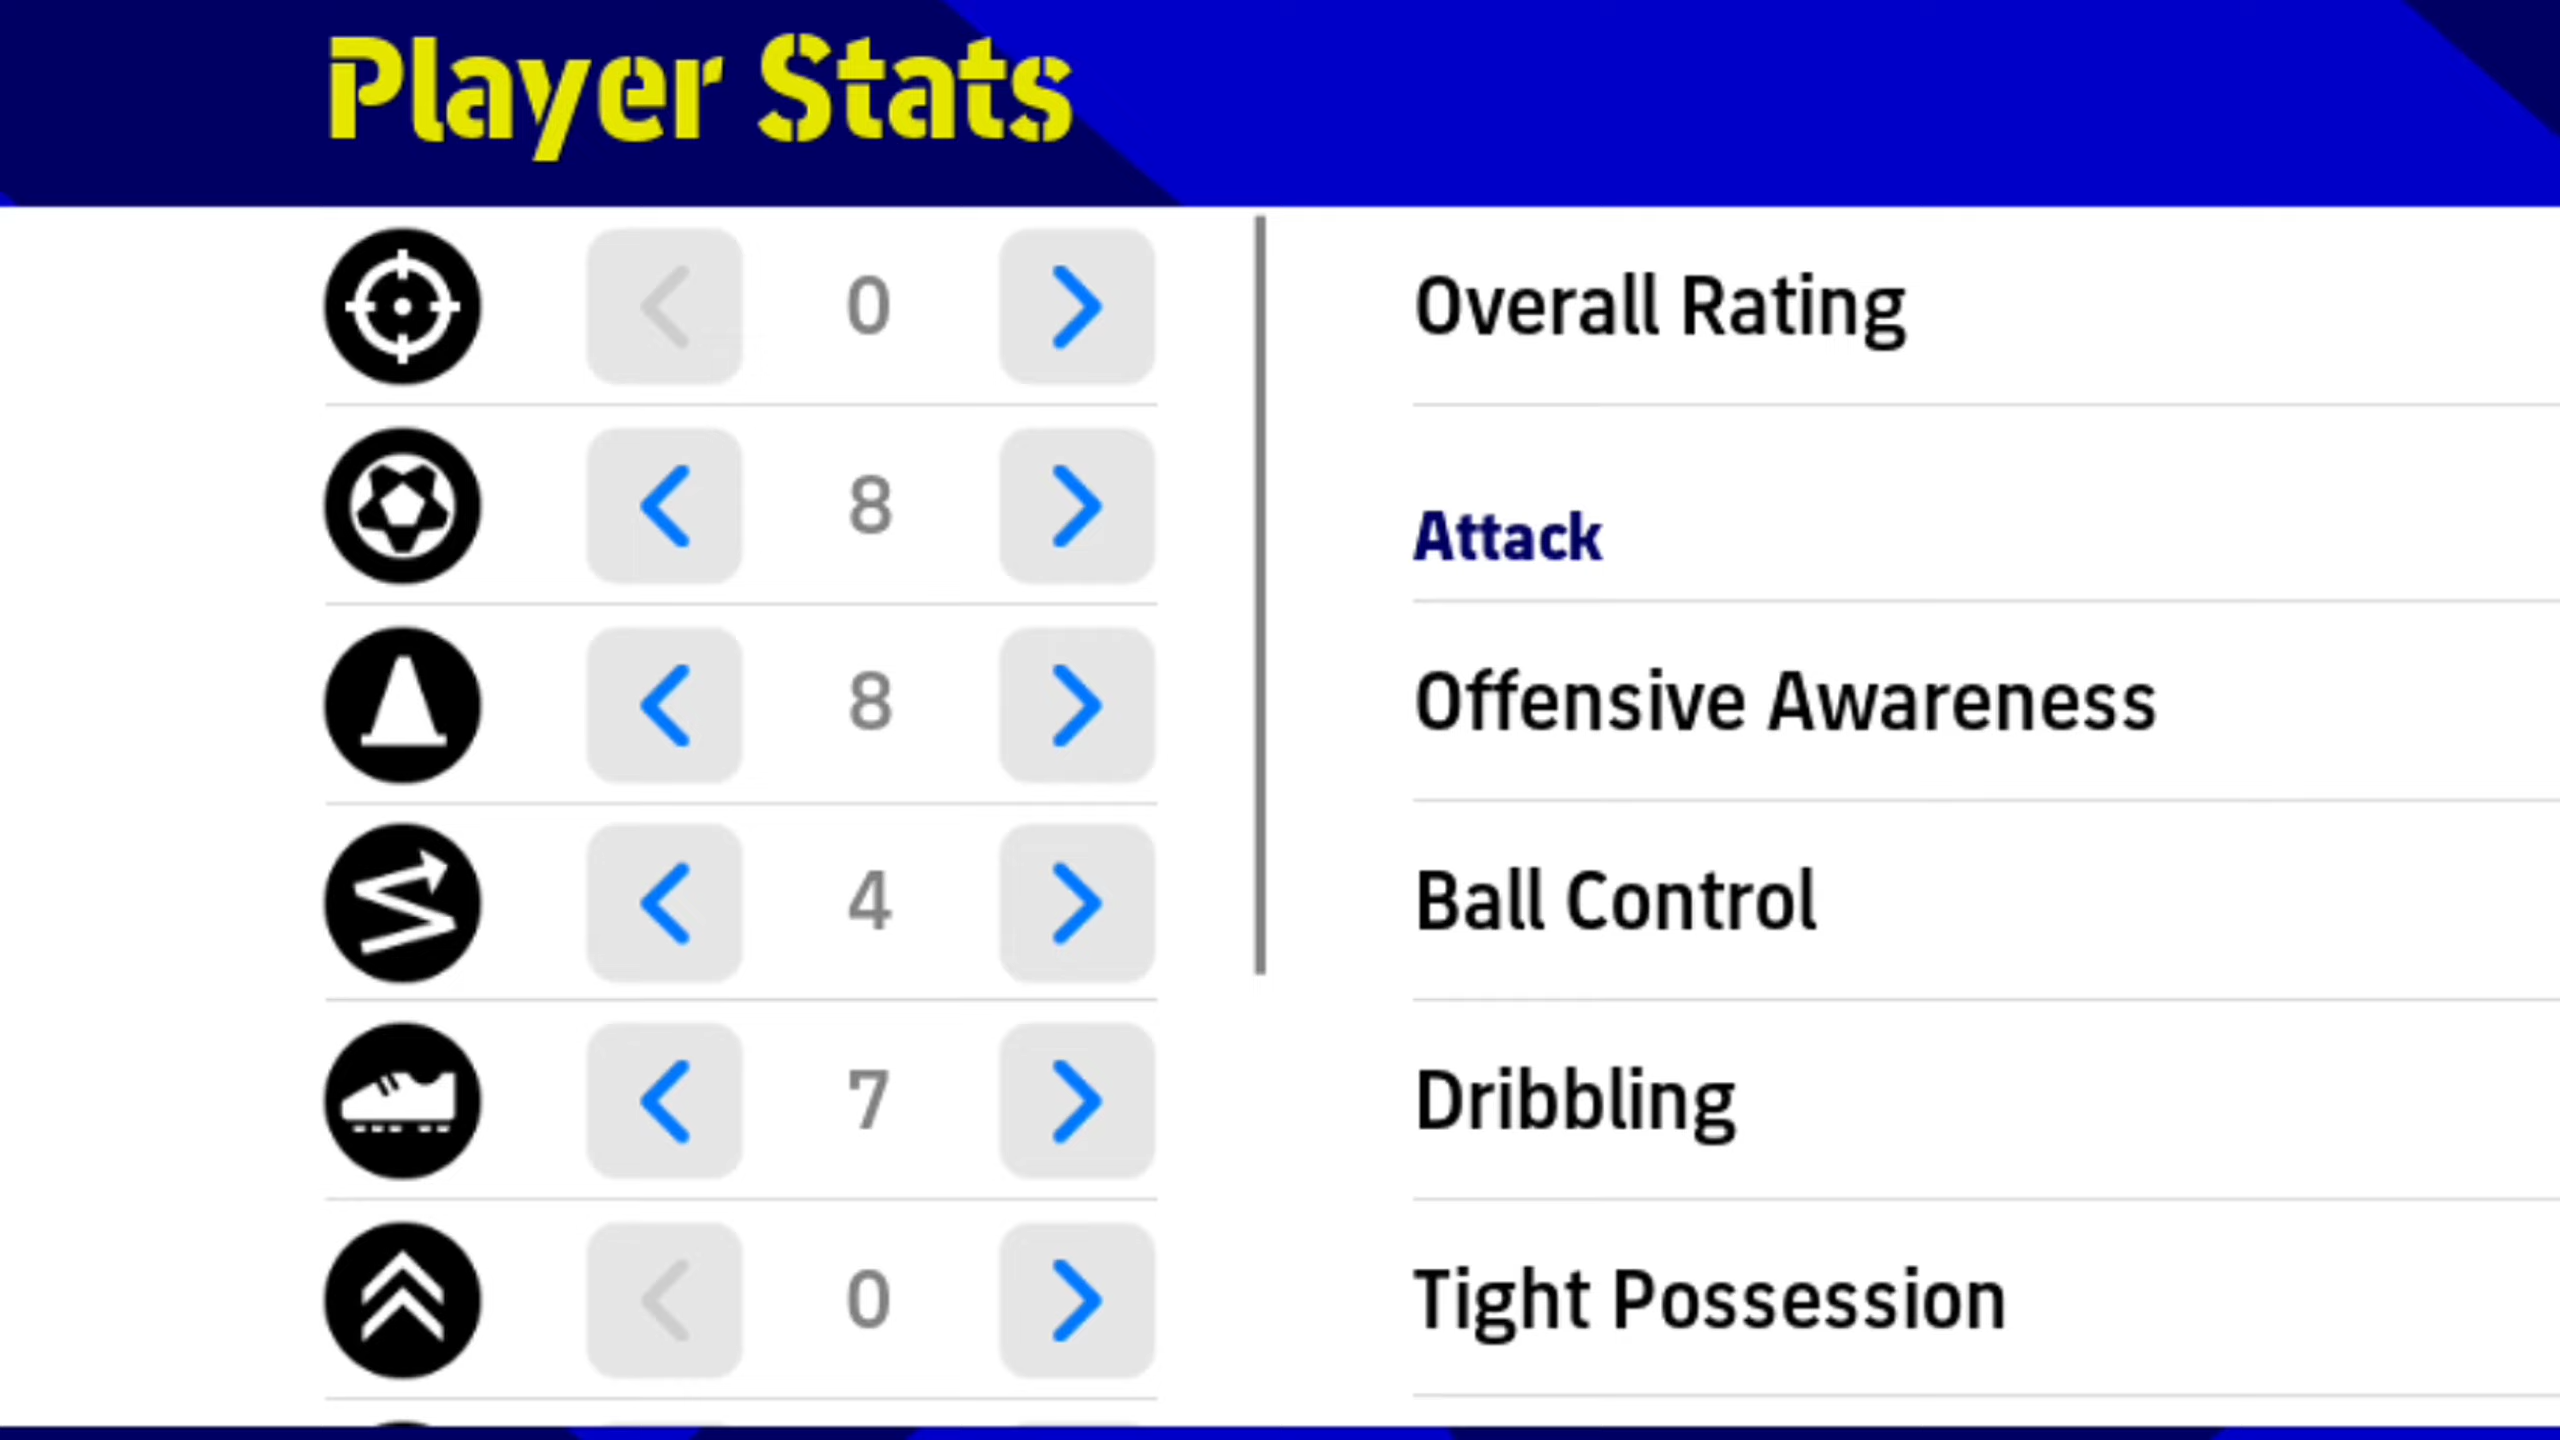 Player Stats
0
Overall Rating
8
Attack
8
Offensive Awareness
4
Ball Control
7
Dribbling
0
Tight Possession